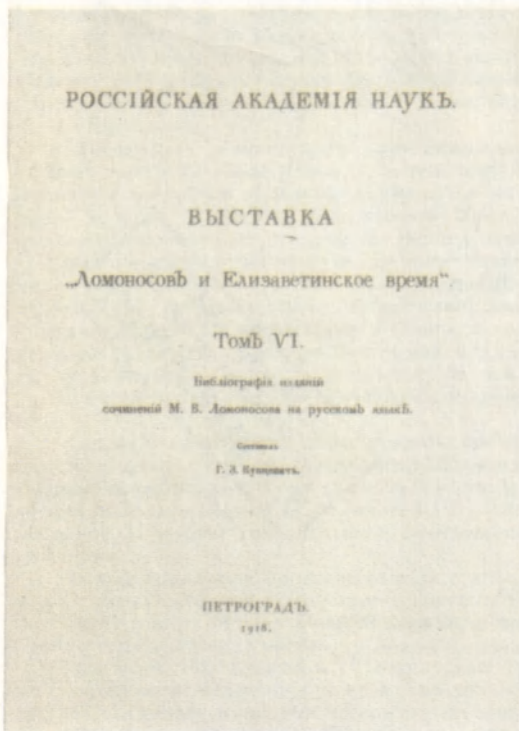 РОССІЙСКАЯ АКАДЕМІЯ НАУКЪ.
ВЫСТАВКА
„Ломоносовъ и Елизаветинское время“.
Томъ VI.
Библіографія изданій
сочиненій М. В. Ломоносова на русскомъ языкѣ.
Составилъ
Г. З. Кунцевичъ.
ПЕТРОГРАДЪ.
1918.